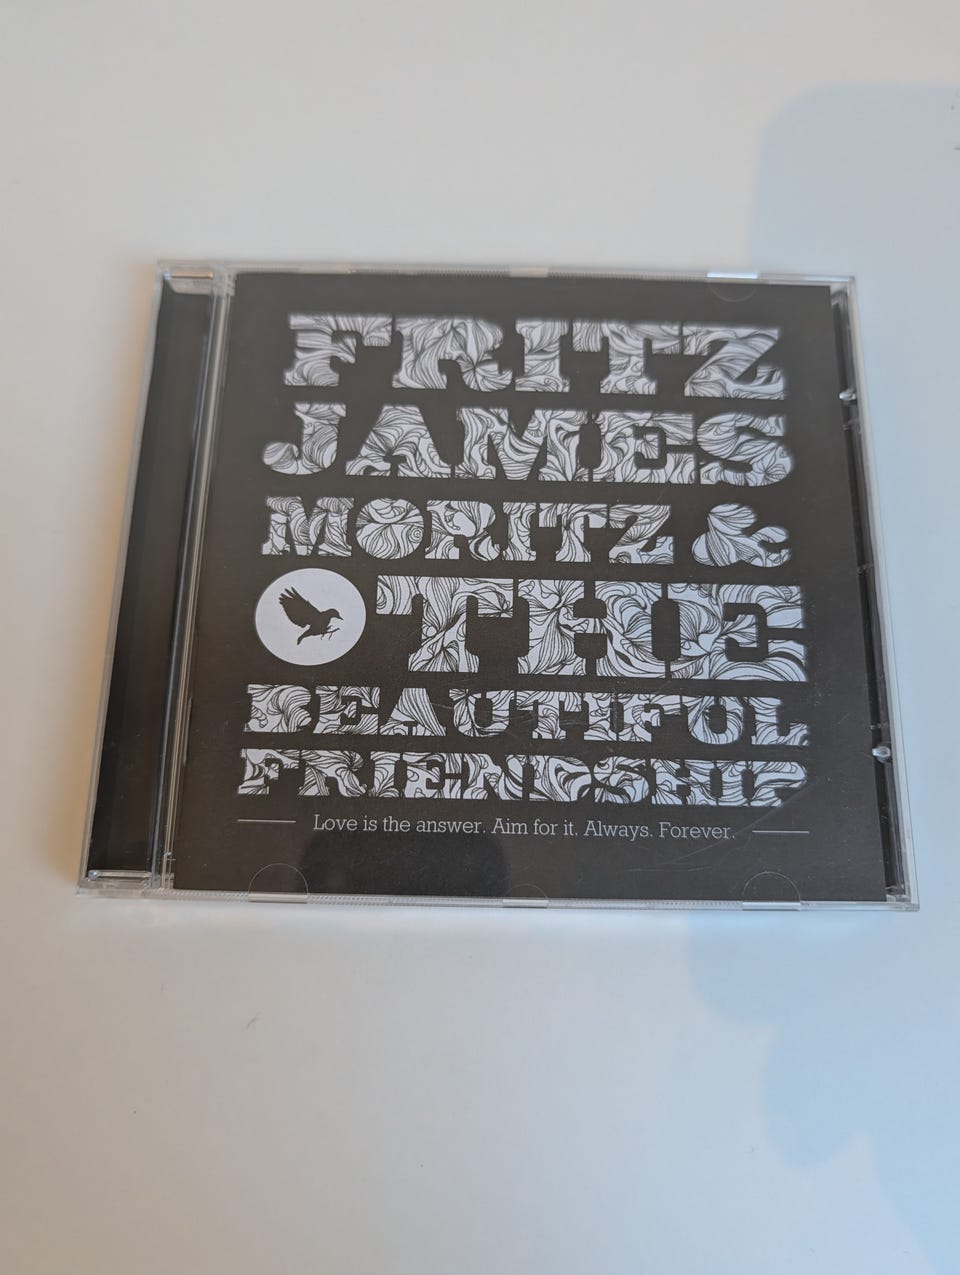 FRITZ
JAMES
MORITZ &
THE
BEAUTIFUL
FRIENDSHIP
Love is the answer. Aim for it. Always. Forever.